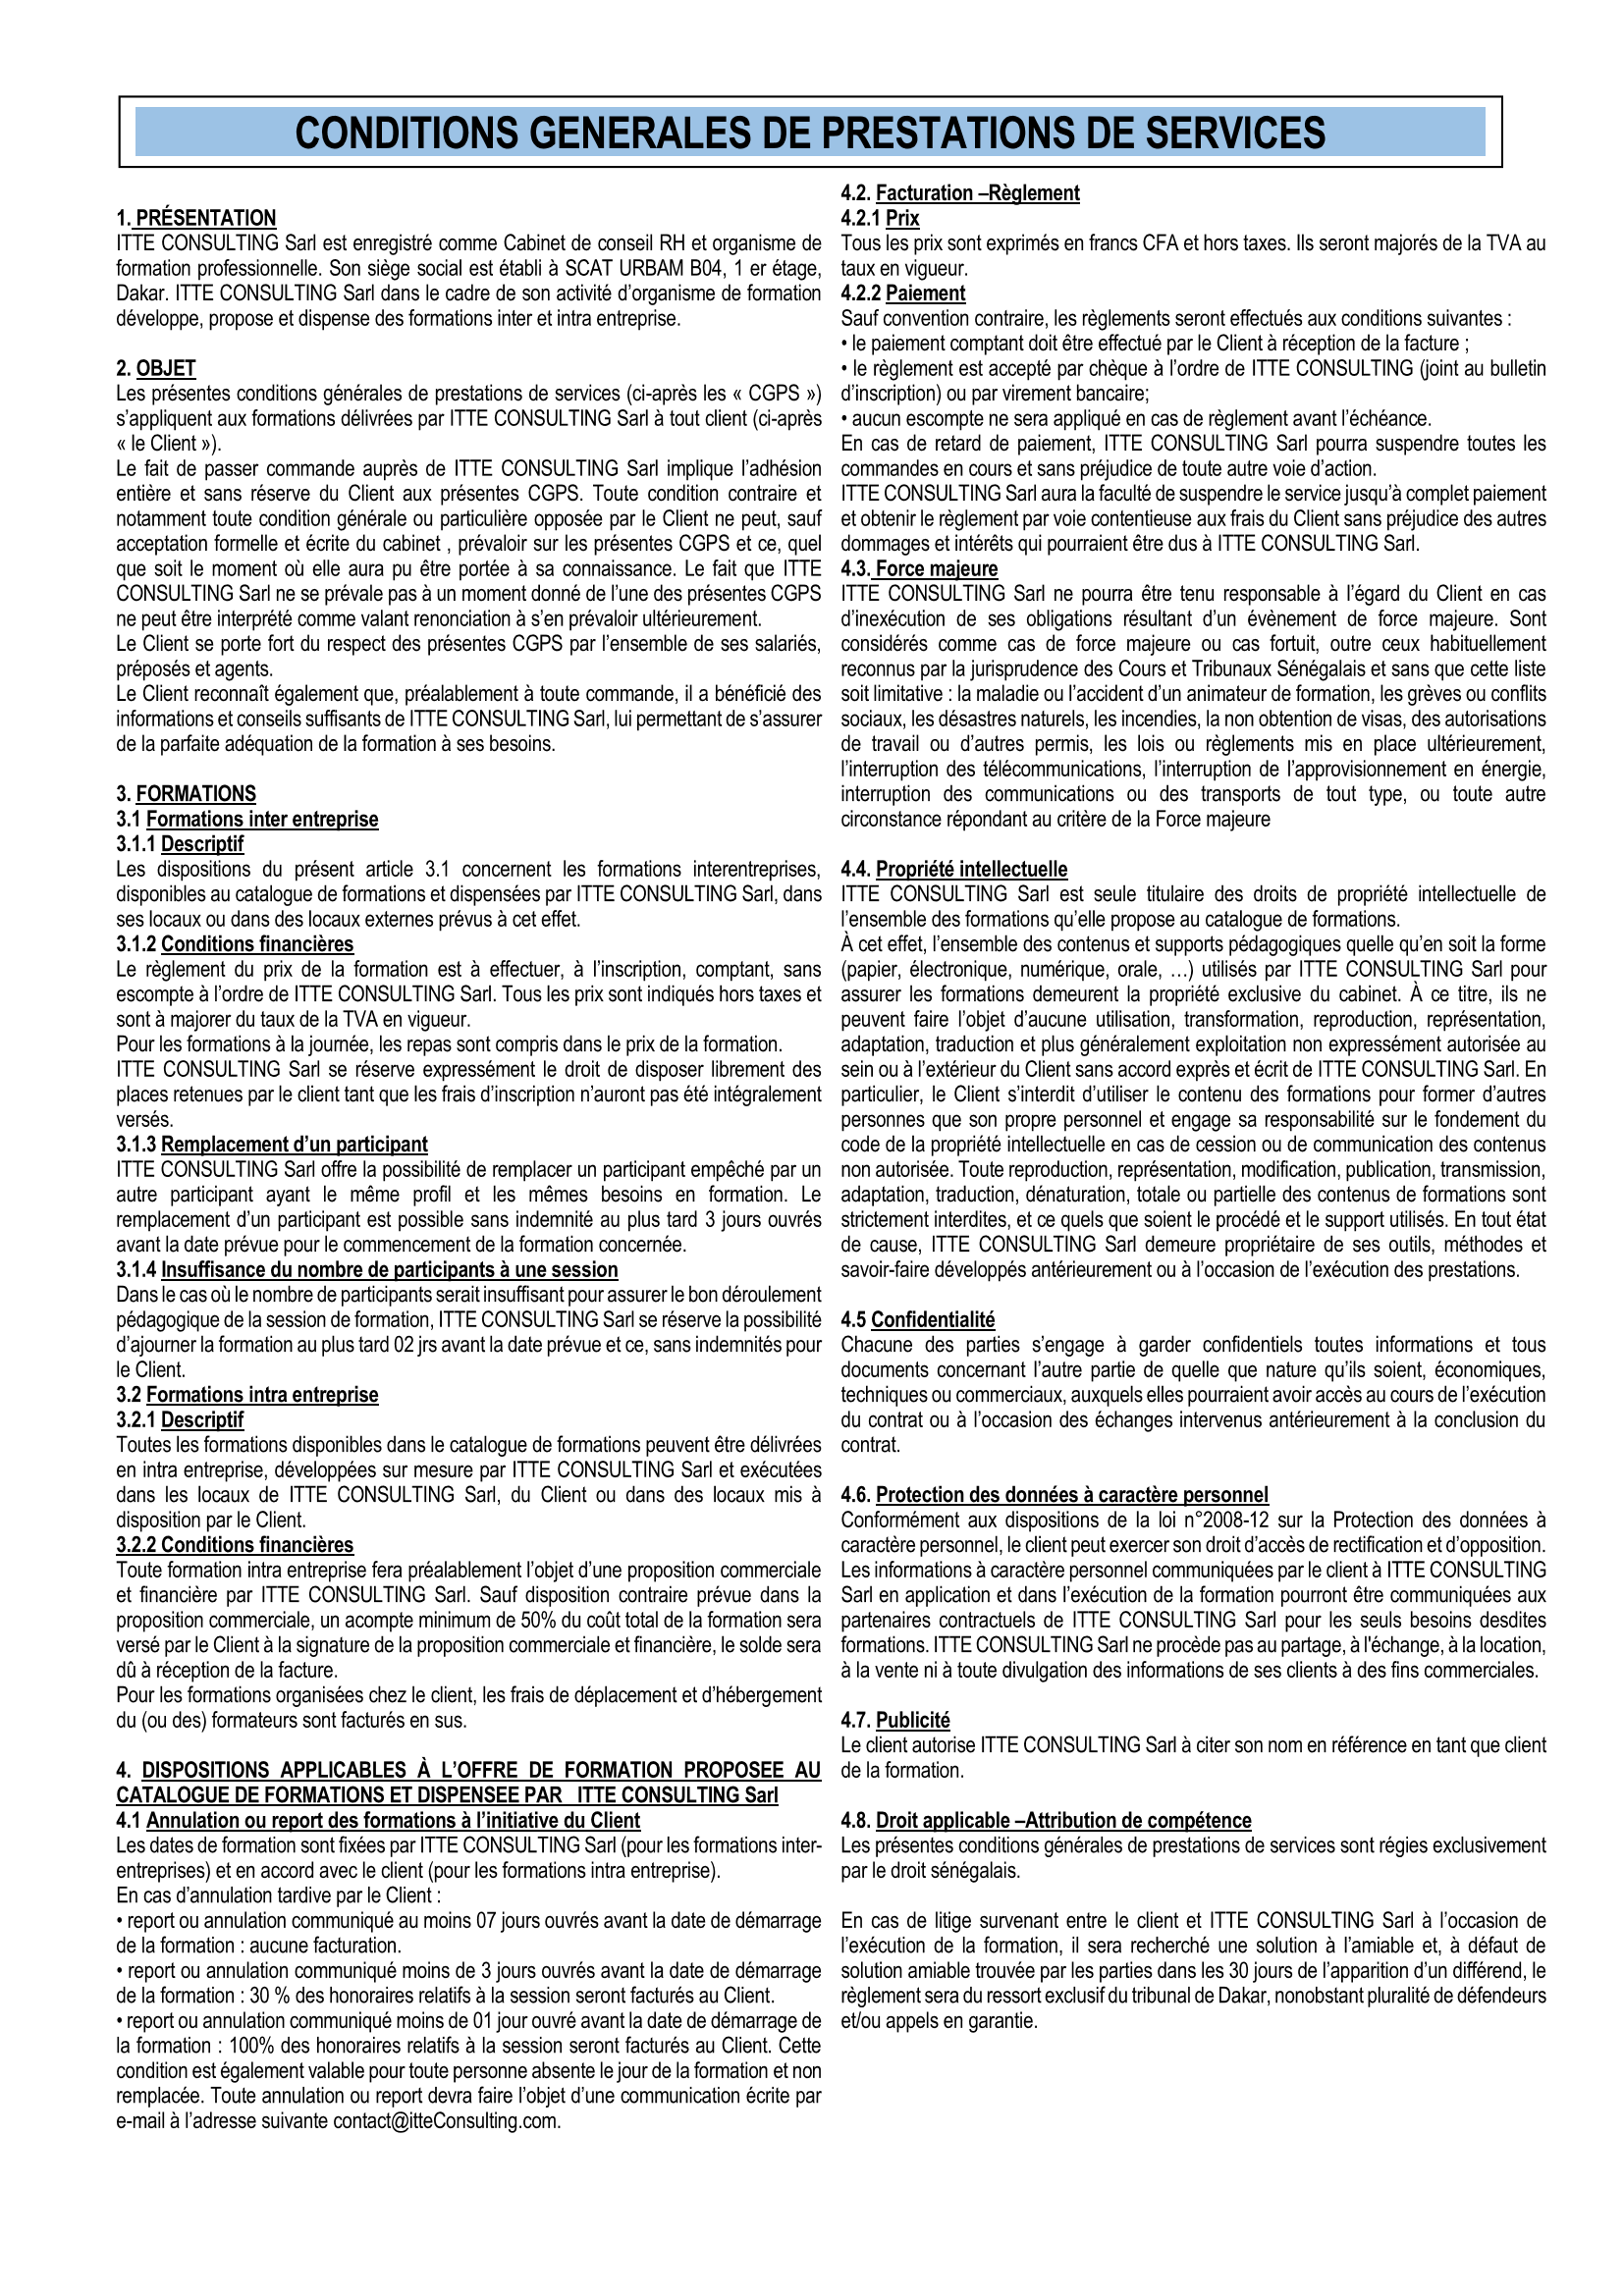 CONDITIONS GENERALES DE PRESTATIONS DE SERVICES
1. PRÉSENTATION
ITTE CONSULTING Sarl est enregistré comme Cabinet de conseil RH et organisme de
formation professionnelle. Son siège social est établi à SCAT URBAM B04, 1 er étage,
Dakar. ITTE CONSULTING Sarl dans le cadre de son activité d’organisme de formation
développe, propose et dispense des formations inter et intra entreprise.
2. OBJET
Les présentes conditions générales de prestations de services (ci-après les « CGPS »)
s’appliquent aux formations délivrées par ITTE CONSULTING Sarl à tout client (ci-après
« le Client »).
Le fait de passer commande auprès de ITTE CONSULTING Sarl implique l’adhésion
entière et sans réserve du Client aux présentes CGPS. Toute condition contraire et
notamment toute condition générale ou particulière opposée par le Client ne peut, sauf
acceptation formelle et écrite du cabinet , prévaloir sur les présentes CGPS et ce, quel
que soit le moment où elle aura pu être portée à sa connaissance. Le fait que ITTE
CONSULTING Sarl ne se prévale pas à un moment donné de l’une des présentes CGPS
ne peut être interprété comme valant renonciation à s’en prévaloir ultérieurement.
Le Client se porte fort du respect des présentes CGPS par l’ensemble de ses salariés,
préposés et agents.
Le Client reconnaît également que, préalablement à toute commande, il a bénéficié des
informations et conseils suffisants de ITTE CONSULTING Sarl, lui permettant de s’assurer
de la parfaite adéquation de la formation à ses besoins.
3. FORMATIONS
3.1 Formations inter entreprise
3.1.1 Descriptif
Les dispositions du présent article 3.1 concernent les formations interentreprises,
disponibles au catalogue de formations et dispensées par ITTE CONSULTING Sarl, dans
ses locaux ou dans des locaux externes prévus à cet effet.
3.1.2 Conditions financières
Le règlement du prix de la formation est à effectuer, à l’inscription, comptant, sans
escompte à l’ordre de ITTE CONSULTING Sarl. Tous les prix sont indiqués hors taxes et
sont à majorer du taux de la TVA en vigueur.
Pour les formations à la journée, les repas sont compris dans le prix de la formation.
ITTE CONSULTING Sarl se réserve expressément le droit de disposer librement des
places retenues par le client tant que les frais d’inscription n’auront pas été intégralement
versés.
3.1.3 Remplacement d’un participant
ITTE CONSULTING Sarl offre la possibilité de remplacer un participant empêché par un
autre participant ayant le même profil et les mêmes besoins en formation. Le
remplacement d’un participant est possible sans indemnité au plus tard 3 jours ouvrés
avant la date prévue pour le commencement de la formation concernée.
3.1.4 Insuffisance du nombre de participants à une session
Dans le cas où le nombre de participants serait insuffisant pour assurer le bon déroulement
pédagogique de la session de formation, ITTE CONSULTING Sarl se réserve la possibilité
d’ajourner la formation au plus tard 02 jrs avant la date prévue et ce, sans indemnités pour
le Client.
3.2 Formations intra entreprise
3.2.1 Descriptif
Toutes les formations disponibles dans le catalogue de formations peuvent être délivrées
en intra entreprise, développées sur mesure par ITTE CONSULTING Sarl et exécutées
dans les locaux de ITTE CONSULTING Sarl, du Client ou dans des locaux mis à
disposition par le Client.
3.2.2 Conditions financières
Toute formation intra entreprise fera préalablement l’objet d’une proposition commerciale
et financière par ITTE CONSULTING Sarl. Sauf disposition contraire prévue dans la
proposition commerciale, un acompte minimum de 50% du coût total de la formation sera
versé par le Client à la signature de la proposition commerciale et financière, le solde sera
dû à réception de la facture.
Pour les formations organisées chez le client, les frais de déplacement et d’hébergement
du (ou des) formateurs sont facturés en sus.
4. DISPOSITIONS APPLICABLES À L’OFFRE DE FORMATION PROPOSEE AU
CATALOGUE DE FORMATIONS ET DISPENSEE PAR ITTE CONSULTING Sarl
4.1 Annulation ou report des formations à l’initiative du Client
Les dates de formation sont fixées par ITTE CONSULTING Sarl (pour les formations inter-
entreprises) et en accord avec le client (pour les formations intra entreprise).
En cas d’annulation tardive par le Client :
• report ou annulation communiqué au moins 07 jours ouvrés avant la date de démarrage
de la formation : aucune facturation.
• report ou annulation communiqué moins de 3 jours ouvrés avant la date de démarrage
de la formation : 30 % des honoraires relatifs à la session seront facturés au Client.
• report ou annulation communiqué moins de 01 jour ouvré avant la date de démarrage de
la formation : 100% des honoraires relatifs à la session seront facturés au Client. Cette
condition est également valable pour toute personne absente le jour de la formation et non
remplacée. Toute annulation ou report devra faire l’objet d’une communication écrite par
e-mail à l’adresse suivante contact@itteConsulting.com.
4.2. Facturation –Règlement
4.2.1 Prix
Tous les prix sont exprimés en francs CFA et hors taxes. Ils seront majorés de la TVA au
taux en vigueur.
4.2.2 Paiement
Sauf convention contraire, les règlements seront effectués aux conditions suivantes :
• le paiement comptant doit être effectué par le Client à réception de la facture ;
• le règlement est accepté par chèque à l’ordre de ITTE CONSULTING (joint au bulletin
d’inscription) ou par virement bancaire;
• aucun escompte ne sera appliqué en cas de règlement avant l’échéance.
En cas de retard de paiement, ITTE CONSULTING Sarl pourra suspendre toutes les
commandes en cours et sans préjudice de toute autre voie d’action.
ITTE CONSULTING Sarl aura la faculté de suspendre le service jusqu’à complet paiement
et obtenir le règlement par voie contentieuse aux frais du Client sans préjudice des autres
dommages et intérêts qui pourraient être dus à ITTE CONSULTING Sarl.
4.3. Force majeure
ITTE CONSULTING Sarl ne pourra être tenu responsable à l’égard du Client en cas
d’inexécution de ses obligations résultant d’un évènement de force majeure. Sont
considérés comme cas de force majeure ou cas fortuit, outre ceux habituellement
reconnus par la jurisprudence des Cours et Tribunaux Sénégalais et sans que cette liste
soit limitative : la maladie ou l’accident d’un animateur de formation, les grèves ou conflits
sociaux, les désastres naturels, les incendies, la non obtention de visas, des autorisations
de travail ou d’autres permis, les lois ou règlements mis en place ultérieurement,
l’interruption des télécommunications, l’interruption de l’approvisionnement en énergie,
interruption des communications ou des transports de tout type, ou toute autre
circonstance répondant au critère de la Force majeure
4.4. Propriété intellectuelle
ITTE CONSULTING Sarl est seule titulaire des droits de propriété intellectuelle de
l’ensemble des formations qu’elle propose au catalogue de formations.
À cet effet, l’ensemble des contenus et supports pédagogiques quelle qu’en soit la forme
(papier, électronique, numérique, orale, …) utilisés par ITTE CONSULTING Sarl pour
assurer les formations demeurent la propriété exclusive du cabinet. À ce titre, ils ne
peuvent faire l’objet d’aucune utilisation, transformation, reproduction, représentation,
adaptation, traduction et plus généralement exploitation non expressément autorisée au
sein ou à l’extérieur du Client sans accord exprès et écrit de ITTE CONSULTING Sarl. En
particulier, le Client s’interdit d’utiliser le contenu des formations pour former d’autres
personnes que son propre personnel et engage sa responsabilité sur le fondement du
code de la propriété intellectuelle en cas de cession ou de communication des contenus
non autorisée. Toute reproduction, représentation, modification, publication, transmission,
adaptation, traduction, dénaturation, totale ou partielle des contenus de formations sont
strictement interdites, et ce quels que soient le procédé et le support utilisés. En tout état
de cause, ITTE CONSULTING Sarl demeure propriétaire de ses outils, méthodes et
savoir-faire développés antérieurement ou à l’occasion de l’exécution des prestations.
4.5 Confidentialité
Chacune des parties s’engage à garder confidentiels toutes informations et tous
documents concernant l’autre partie de quelle que nature qu’ils soient, économiques,
techniques ou commerciaux, auxquels elles pourraient avoir accès au cours de l’exécution
du contrat ou à l’occasion des échanges intervenus antérieurement à la conclusion du
contrat.
4.6. Protection des données à caractère personnel
Conformément aux dispositions de la loi n°2008-12 sur la Protection des données à
caractère personnel, le client peut exercer son droit d’accès de rectification et d’opposition.
Les informations à caractère personnel communiquées par le client à ITTE CONSULTING
Sarl en application et dans l’exécution de la formation pourront être communiquées aux
partenaires contractuels de ITTE CONSULTING Sarl pour les seuls besoins desdites
formations. ITTE CONSULTING Sarl ne procède pas au partage, à l'échange, à la location,
à la vente ni à toute divulgation des informations de ses clients à des fins commerciales.
4.7. Publicité
Le client autorise ITTE CONSULTING Sarl à citer son nom en référence en tant que client
de la formation.
4.8. Droit applicable –Attribution de compétence
Les présentes conditions générales de prestations de services sont régies exclusivement
par le droit sénégalais.
En cas de litige survenant entre le client et ITTE CONSULTING Sarl à l’occasion de
l’exécution de la formation, il sera recherché une solution à l’amiable et, à défaut de
solution amiable trouvée par les parties dans les 30 jours de l’apparition d’un différend, le
règlement sera du ressort exclusif du tribunal de Dakar, nonobstant pluralité de défendeurs
et/ou appels en garantie.